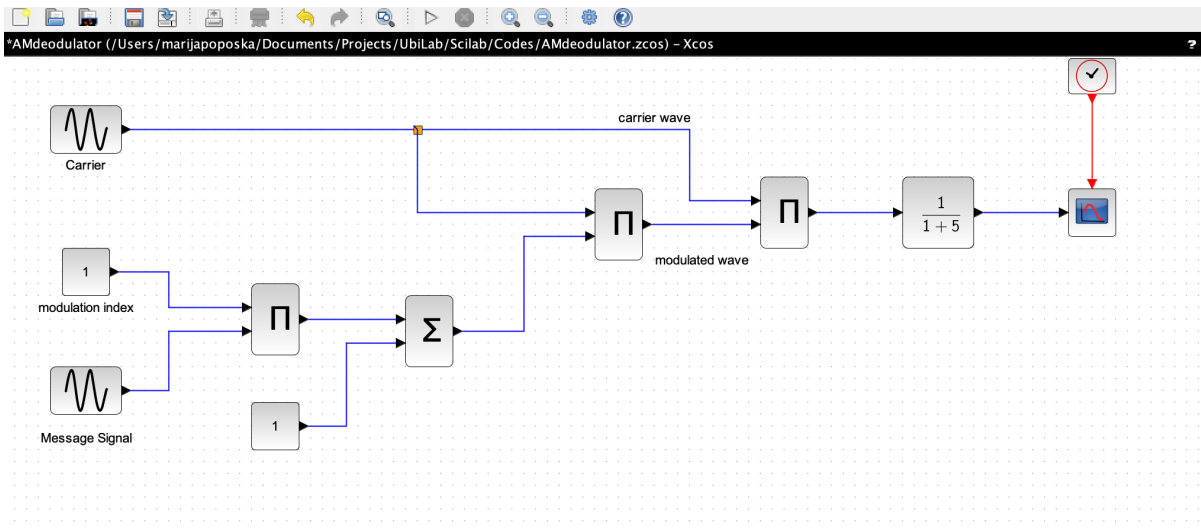 *AMdeodulator (/Users/marijapoposka/Documents/Projects/UbiLab/Scilab/Codes/AMdeodulator.zcos) – Xcos
?
carrier wave
Carrier
Π
Π
1
1 + 5
modulated wave
1
modulation index
Π
Σ
Message Signal
1